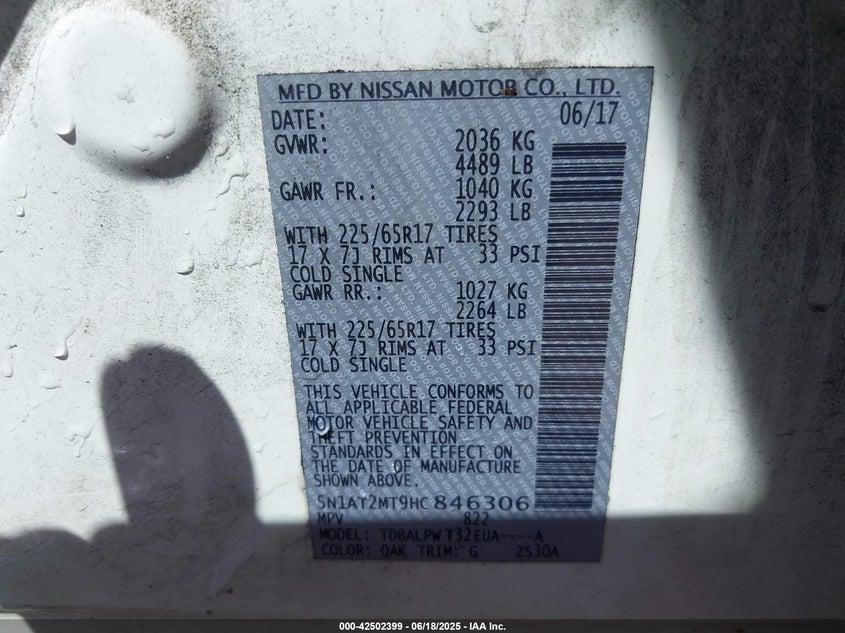 MFD BY NISSAN MOTOR CO., LTD.
DATE: 06/17
GVWR: 2036 KG
4489 LB
GAWR FR.: 1040 KG
2293 LB
WITH 225/65R17 TIRES
17 X 7J RIMS AT 33 PSI
COLD SINGLE
GAWR RR.: 1027 KG
2264 LB
WITH 225/65R17 TIRES
17 X 7J RIMS AT 33 PSI
COLD SINGLE
THIS VEHICLE CONFORMS TO
ALL APPLICABLE FEDERAL
MOTOR VEHICLE SAFETY AND
THEFT PREVENTION
STANDARDS IN EFFECT ON
THE DATE OF MANUFACTURE
SHOWN ABOVE.
5N1AT2MT9HC846306
MPV 822
MODEL: TDBALPW T32EUA----A
COLOR: QAK TRIM: G ZS30A
000-42502399 - 06/18/2025 - IAA Inc.